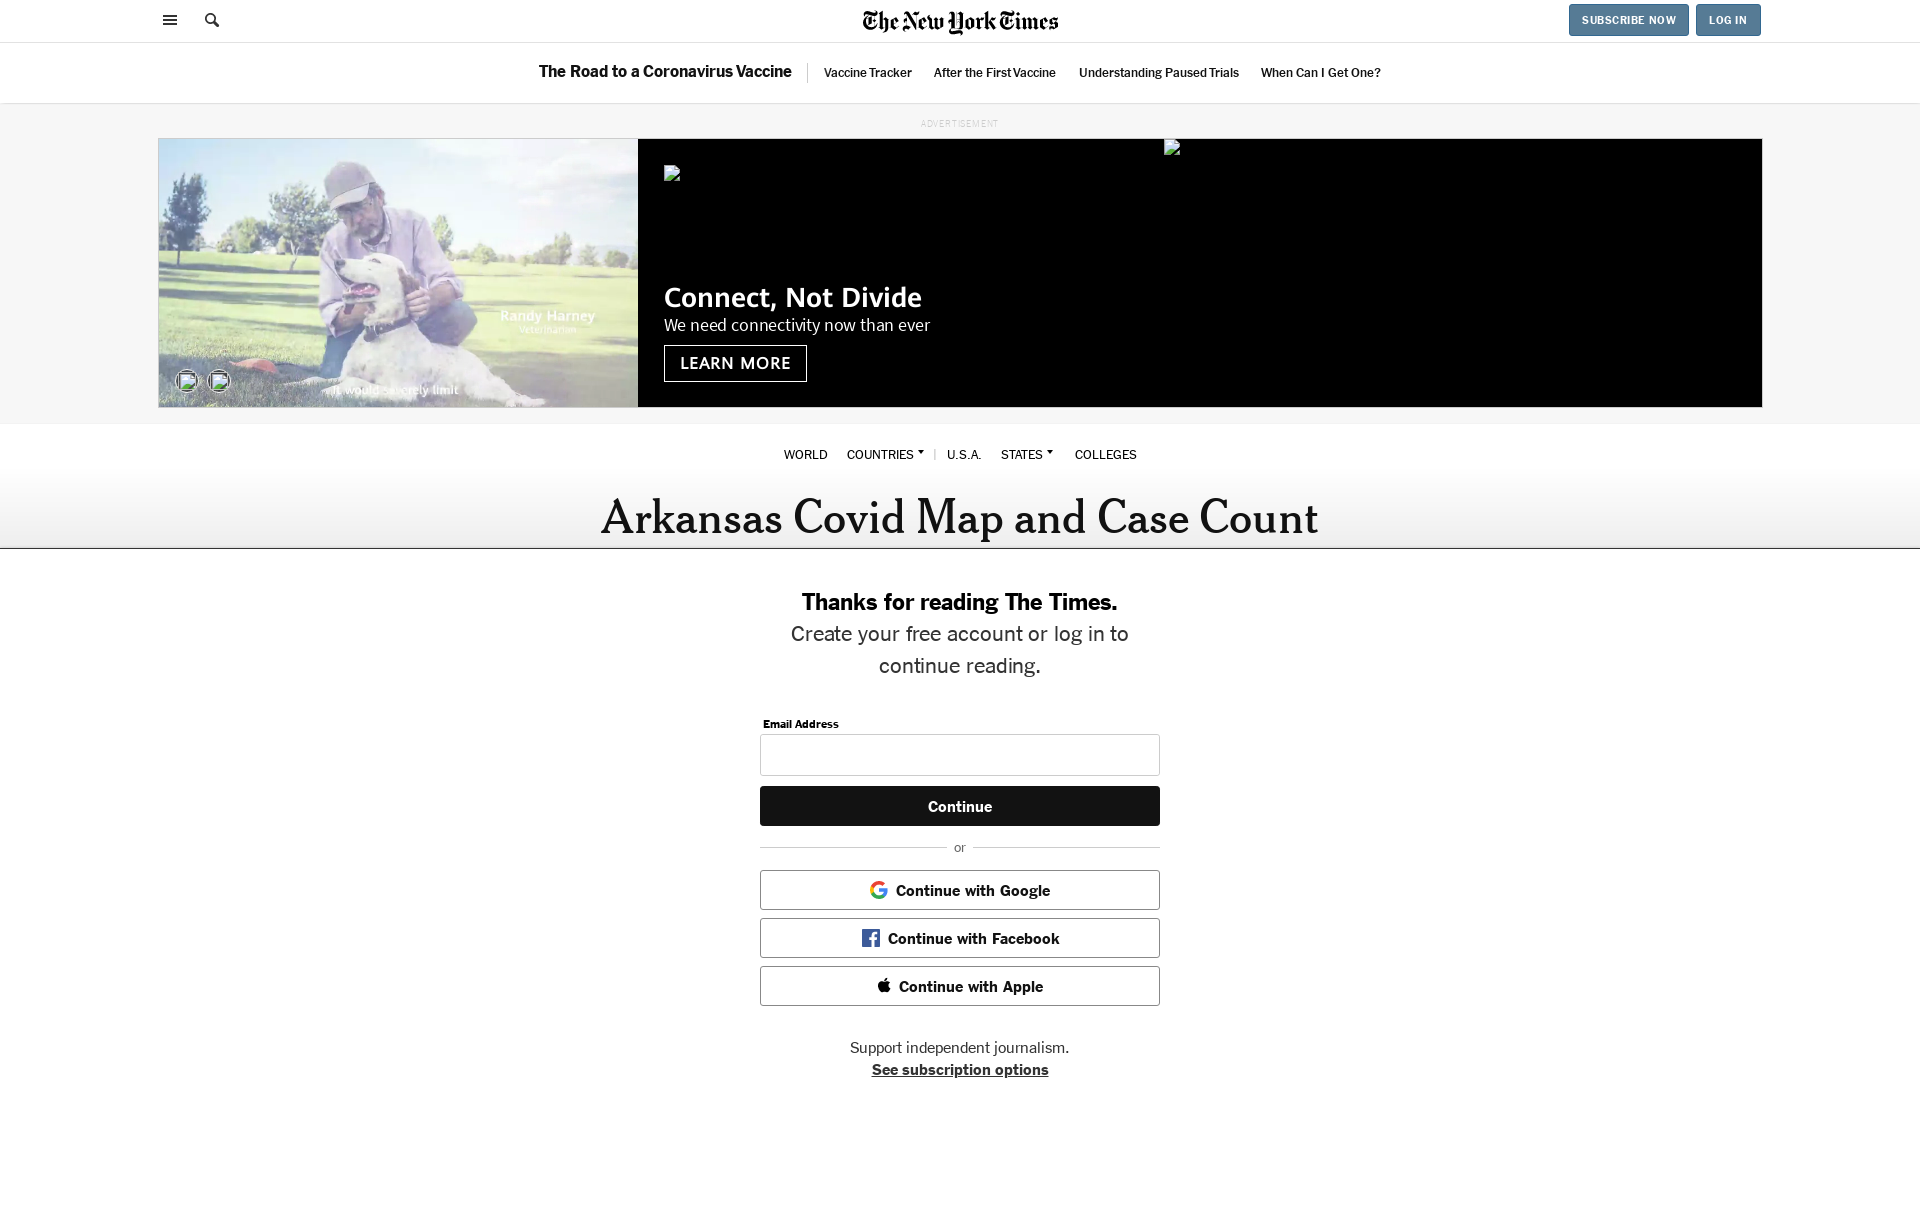 The New York Times
SUBSCRIBE NOW
LOG IN
The Road to a Coronavirus Vaccine
Vaccine Tracker
After the First Vaccine
Understanding Paused Trials
When Can I Get One?
ADVERTISEMENT
Randy Harney
Veterinarian
It would severely limit
Connect, Not Divide
We need connectivity now than ever
LEARN MORE
WORLD COUNTRIES | U.S.A. STATES COLLEGES
Arkansas Covid Map and Case Count
Thanks for reading The Times.
Create your free account or log in to
continue reading.
Email Address
Continue
or
Continue with Google
Continue with Facebook
Continue with Apple
Support independent journalism.
See subscription options